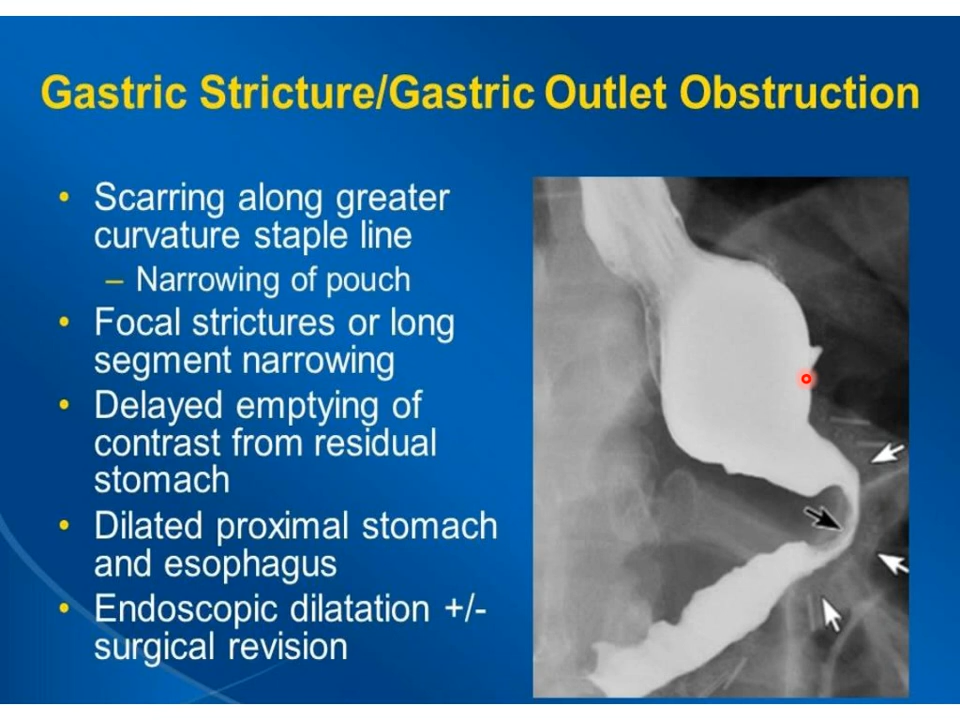 Gastric Stricture/Gastric Outlet Obstruction
• Scarring along greater
curvature staple line
– Narrowing of pouch
• Focal strictures or long
segment narrowing
• Delayed emptying of
contrast from residual
stomach
• Dilated proximal stomach
and esophagus
• Endoscopic dilatation +/-
surgical revision